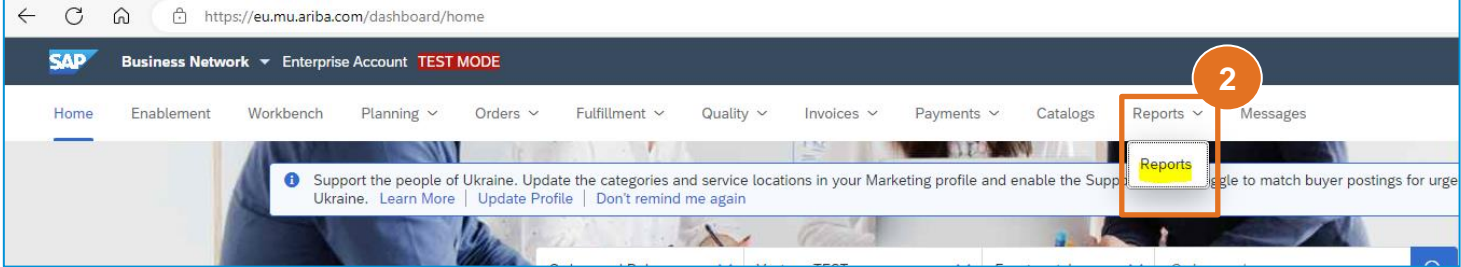 https://eu.mu.ariba.com/dashboard/home
SAP Business Network Enterprise Account TEST MODE
2
Home Enablement Workbench Planning Orders Fulfillment Quality Invoices Payments Catalogs Reports Messages
Reports
Support the people of Ukraine. Update the categories and service locations in your Marketing profile and enable the Supp ggle to match buyer postings for urge
Ukraine. Learn More | Update Profile | Don't remind me again